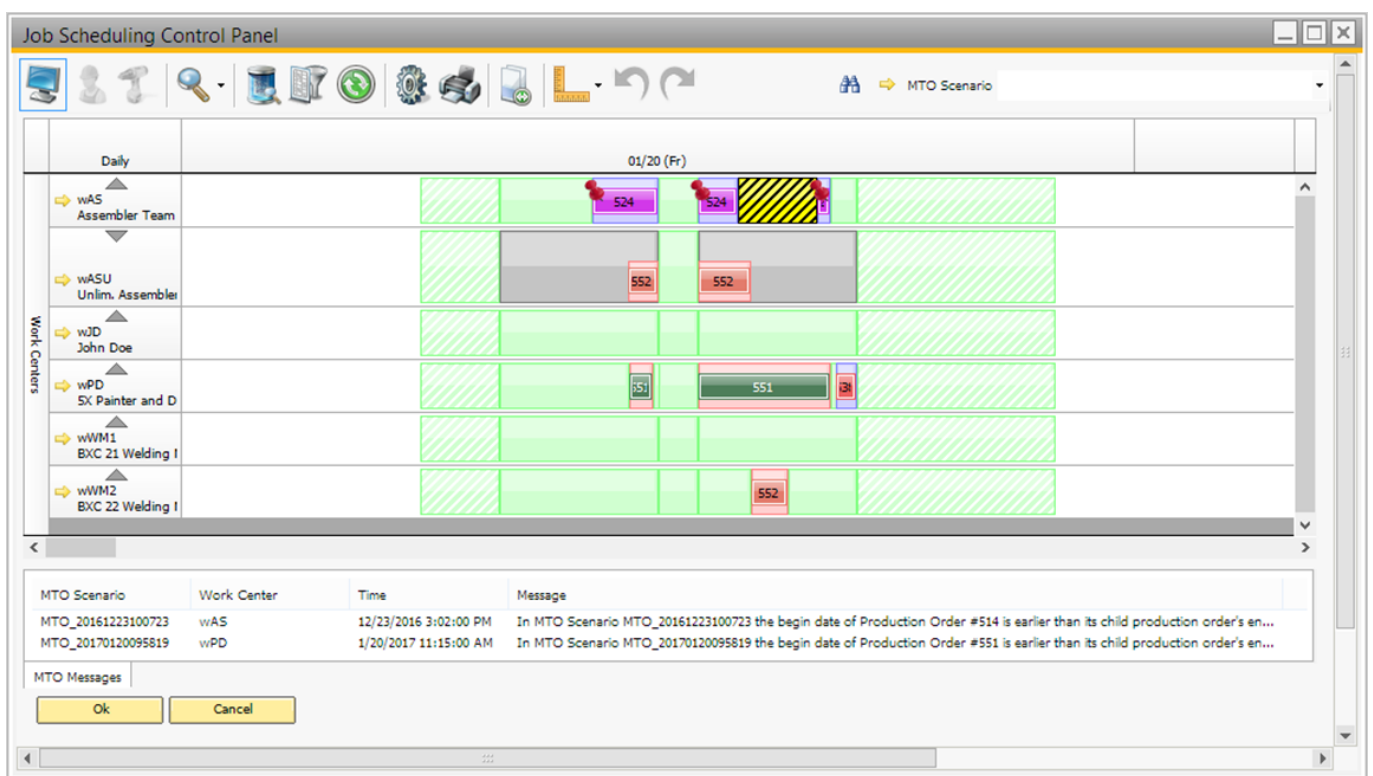 Job Scheduling Control Panel
MTO Scenario
Daily
01/20 (Fr)
Work Centers
wAS
Assembler Team
524
524
wASU
Unlim. Assembler
552
552
wJD
John Doe
wPD
5X Painter and D
551
551
wWM1
BXC 21 Welding
wWM2
BXC 22 Welding
552
MTO Scenario Work Center Time Message
MTO_20161223100723 wAS 12/23/2016 3:02:00 PM In MTO Scenario MTO_20161223100723 the begin date of Production Order #514 is earlier than its child production order's en...
MTO_20170120095819 wPD 1/20/2017 11:15:00 AM In MTO Scenario MTO_20170120095819 the begin date of Production Order #551 is earlier than its child production order's en...
MTO Messages
Ok Cancel